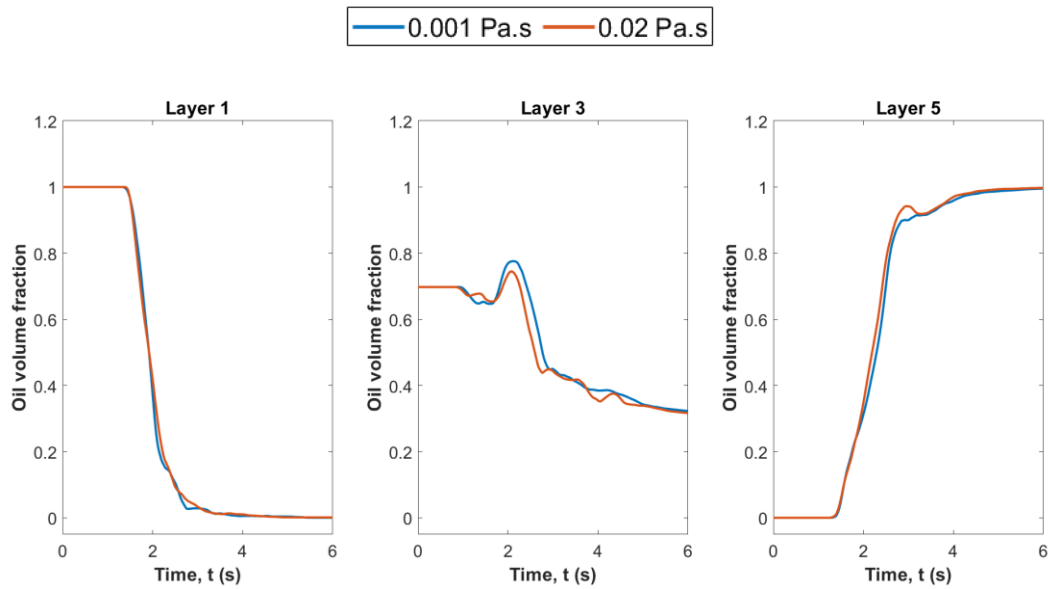 0.001 Pa.s 0.02 Pa.s
Layer 1
1.2
1
0.8
0.6
0.4
0.2
0
Oil volume fraction
0 2 4 6
Time, t (s)
Layer 3
1.2
1
0.8
0.6
0.4
0.2
0
Oil volume fraction
0 2 4 6
Time, t (s)
Layer 5
1.2
1
0.8
0.6
0.4
0.2
0
Oil volume fraction
0 2 4 6
Time, t (s)